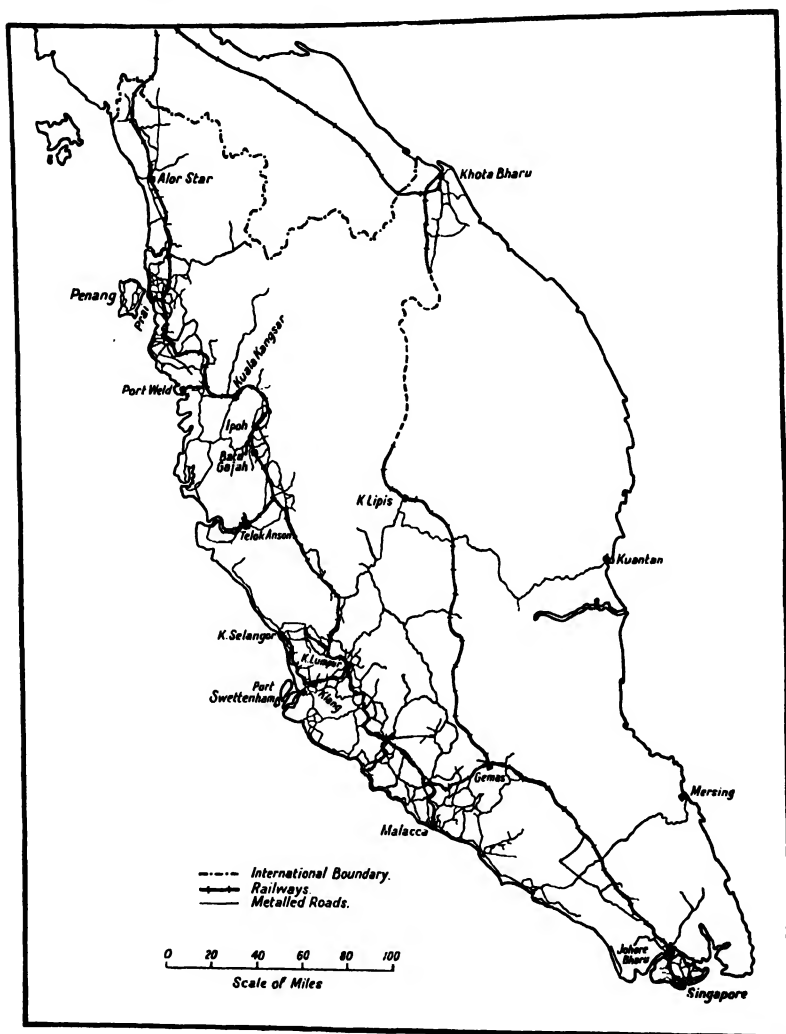 Alor Star
Khota Bharu
Penang
Prai
Kuala Kangsar
Port Weld
Ipoh
Batu
Gajah
K Lipis
Telok Anson
Kuantan
K. Selangor
K. Lumpur
Port
Swettenham
Klang
Gemas
Mersing
Malacca
International Boundary.
Railways.
Metalled Roads.
0 20 40 60 80 100
Scale of Miles
Johore
Bharu
Singapore